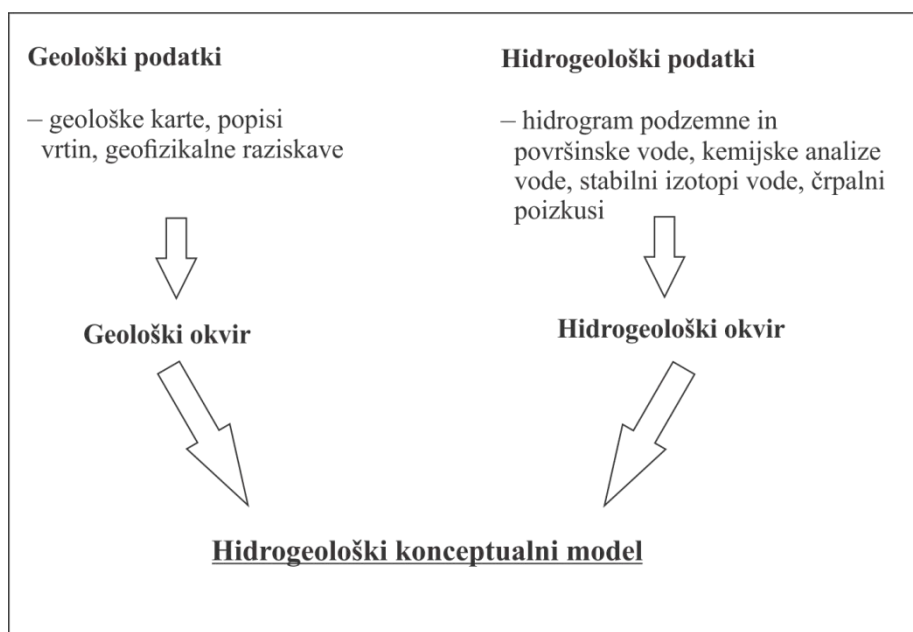 Geološki podatki
– geološke karte, popisi
vrtin, geofizikalne raziskave
Geološki okvir
Hidrogeološki podatki
– hidrogram podzemne in
površinske vode, kemijske analize
vode, stabilni izotopi vode, črpalni
poizkusi
Hidrogeološki okvir
Hidrogeološki konceptualni model